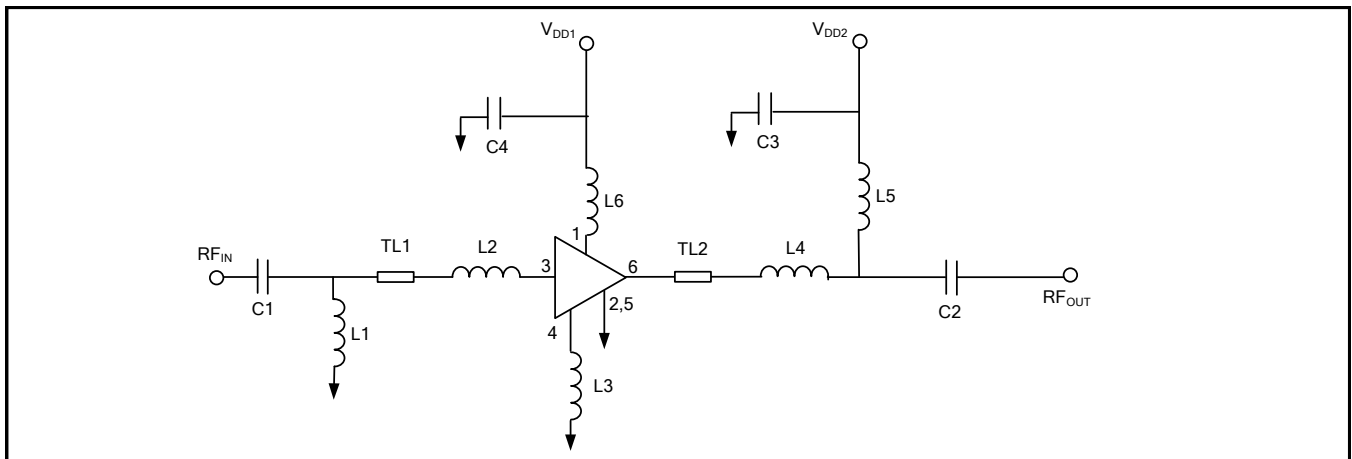 VDD1
VDD2
C4
C3
L6
L5
RFIN
TL1
L2
1
3
6
TL2
L4
C1
L1
2,5
4
C2
RFOUT
L3